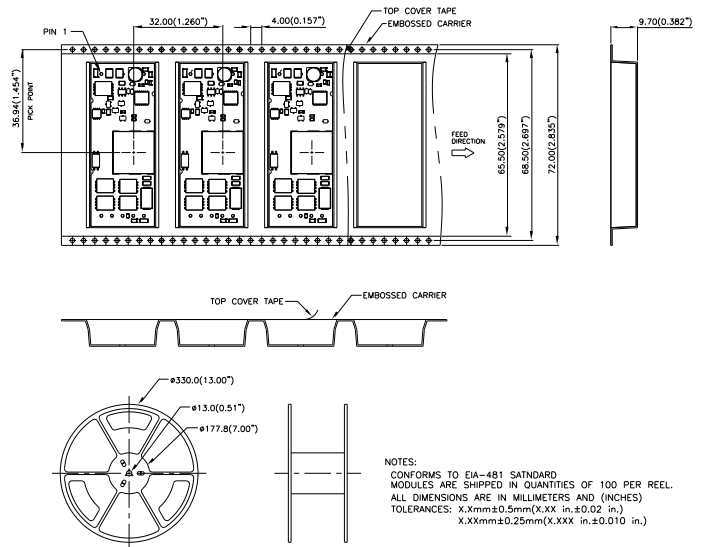 32.00(1.260")
4.00(0.157")
TOP COVER TAPE
EMBOSSED CARRIER
9.70(0.382")
PIN 1
36.94(1.454")
PICK POINT
FEED
DIRECTION
65.50(2.579")
68.50(2.697")
72.00(2.835")
TOP COVER TAPE
EMBOSSED CARRIER
ø330.0(13.00")
ø13.0(0.51")
ø177.8(7.00")
NOTES:
CONFORMS TO EIA-481 SATNDARD
MODULES ARE SHIPPED IN QUANTITIES OF 100 PER REEL.
ALL DIMENSIONS ARE IN MILLIMETERS AND (INCHES)
TOLERANCES: X.Xmm±0.5mm(X.XX in.±0.02 in.)
X.XXmm±0.25mm(X.XXX in.±0.010 in.)